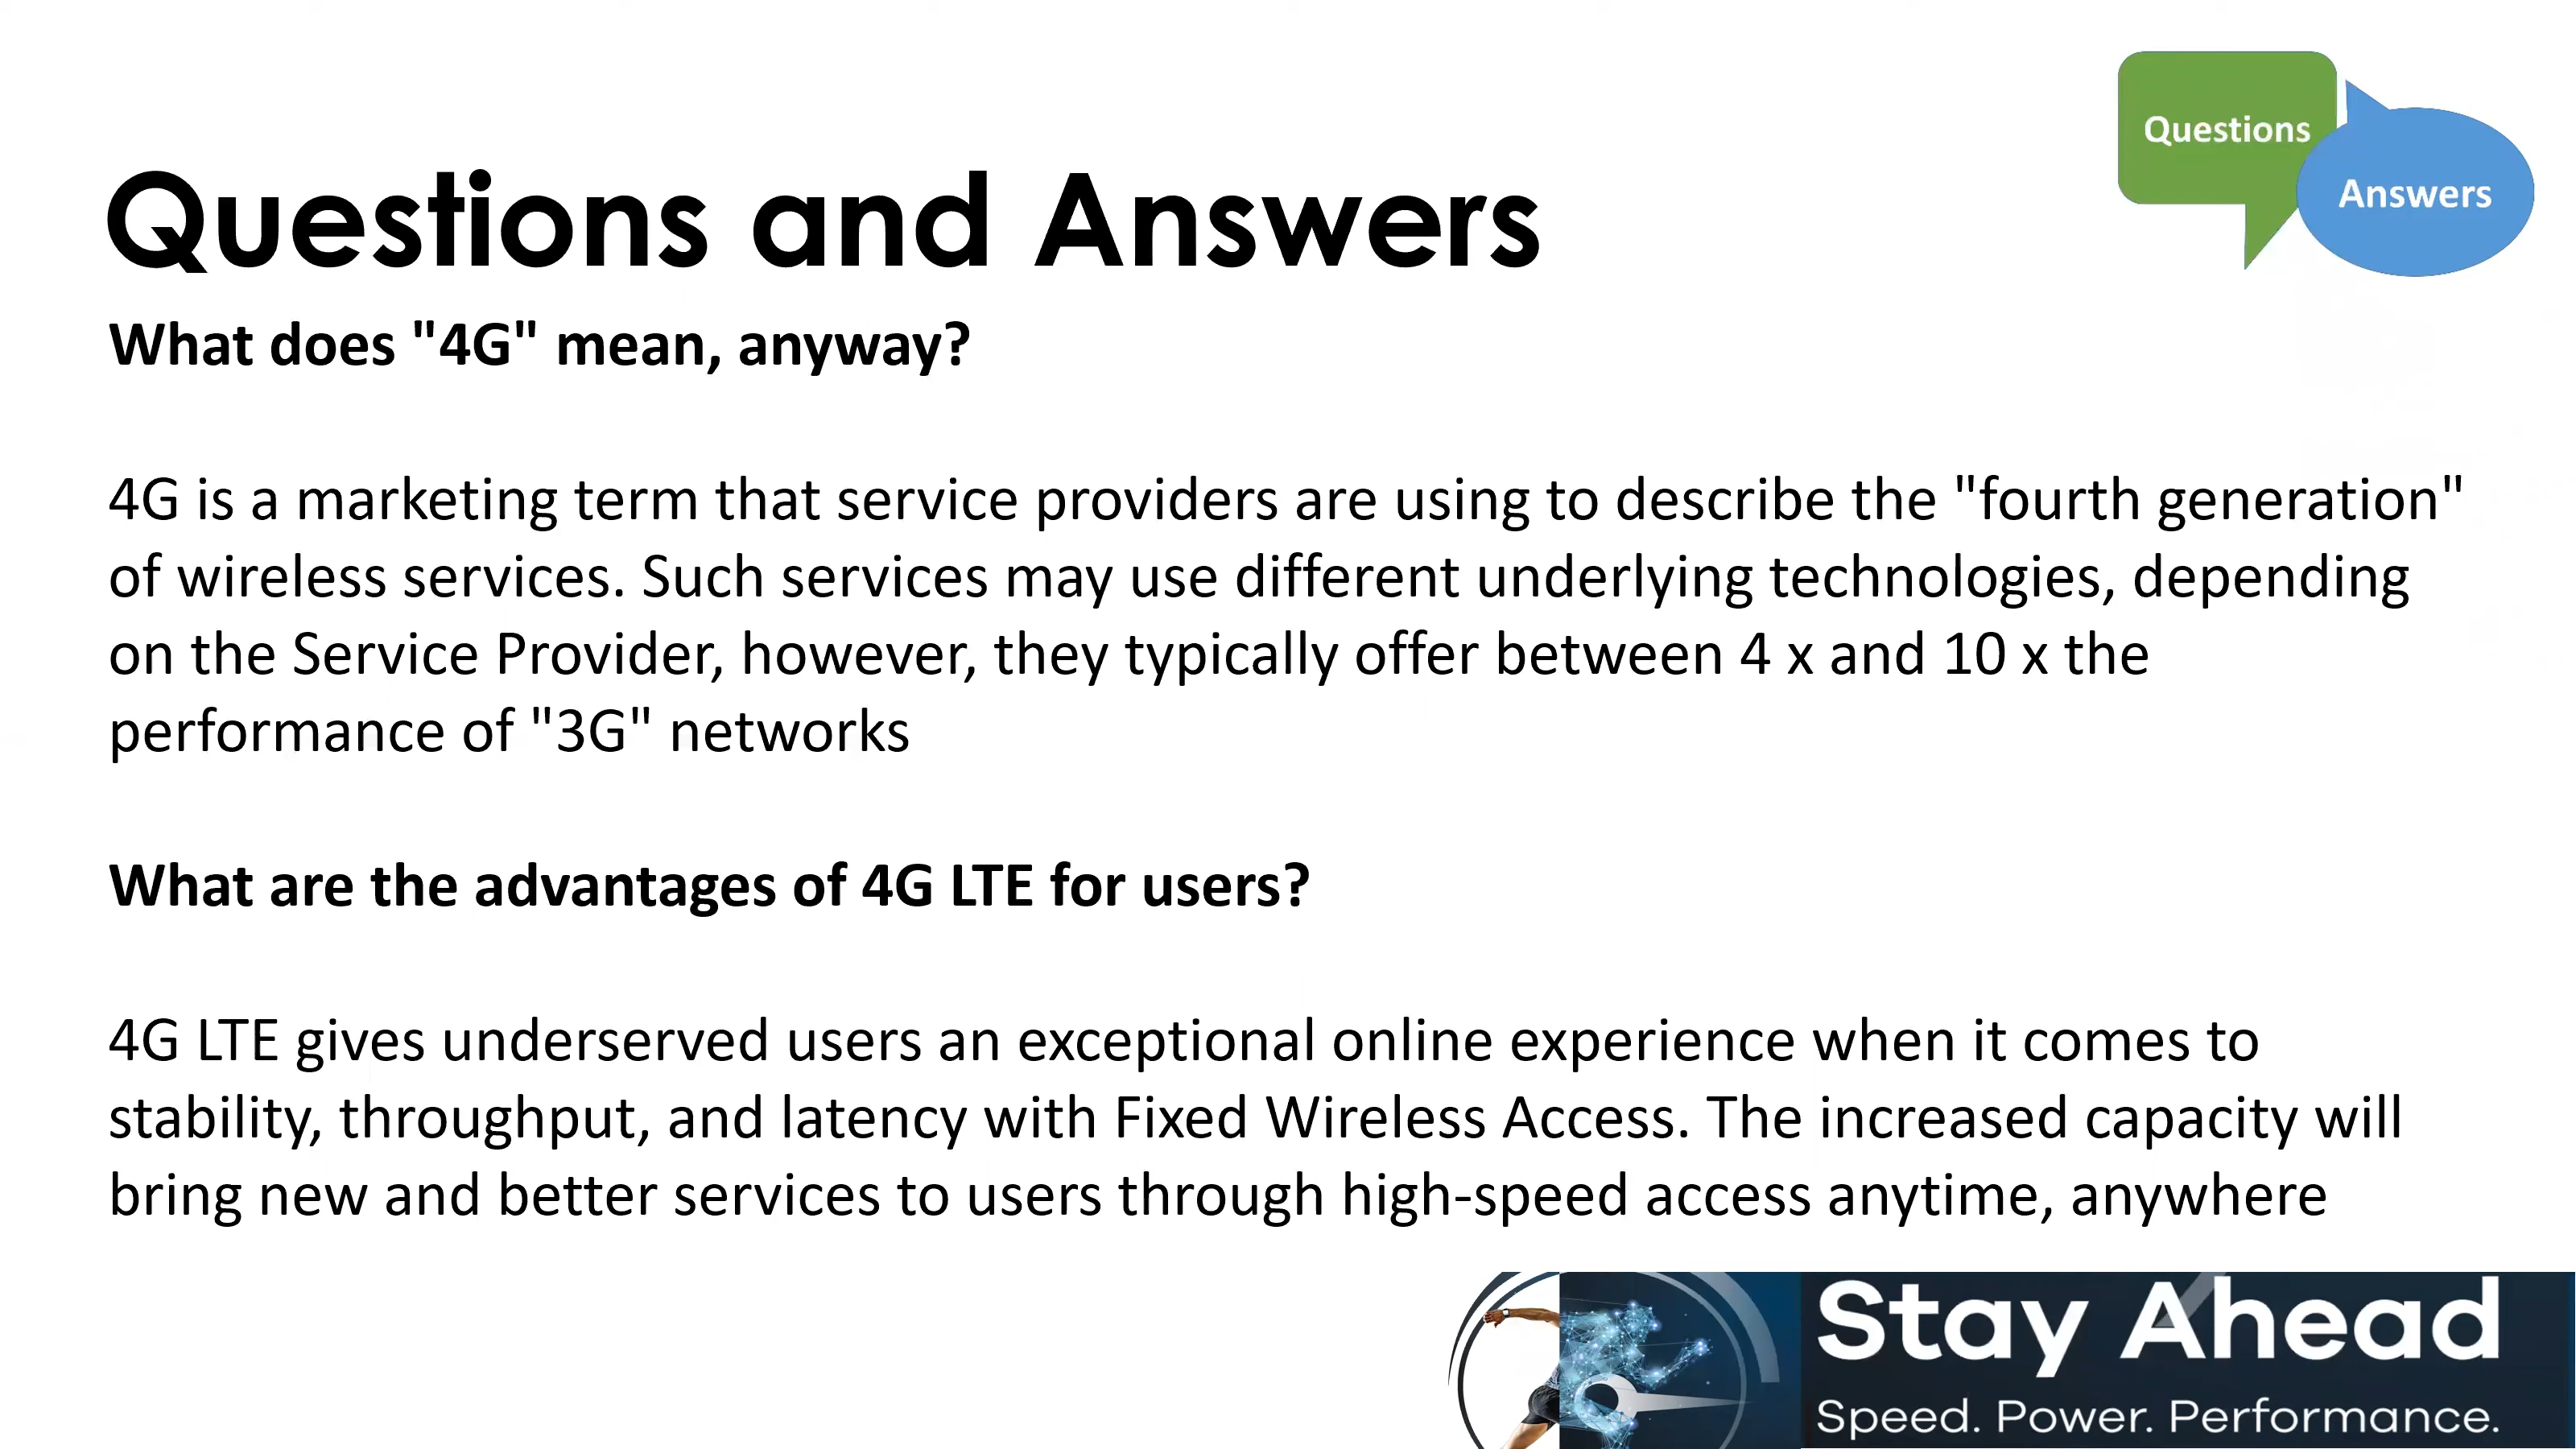 Questions
Answers
Questions and Answers
What does "4G" mean, anyway?
4G is a marketing term that service providers are using to describe the "fourth generation"
of wireless services. Such services may use different underlying technologies, depending
on the Service Provider, however, they typically offer between 4 x and 10 x the
performance of "3G" networks
What are the advantages of 4G LTE for users?
4G LTE gives underserved users an exceptional online experience when it comes to
stability, throughput, and latency with Fixed Wireless Access. The increased capacity will
bring new and better services to users through high-speed access anytime, anywhere
Stay Ahead
Speed. Power. Performance.